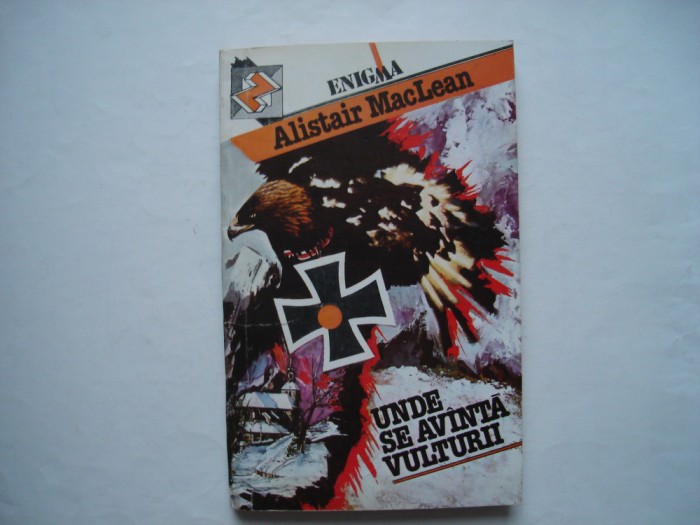 ENIGMA
Alistair MacLean
UNDE
SE AVÎNTĂ
VULTURII